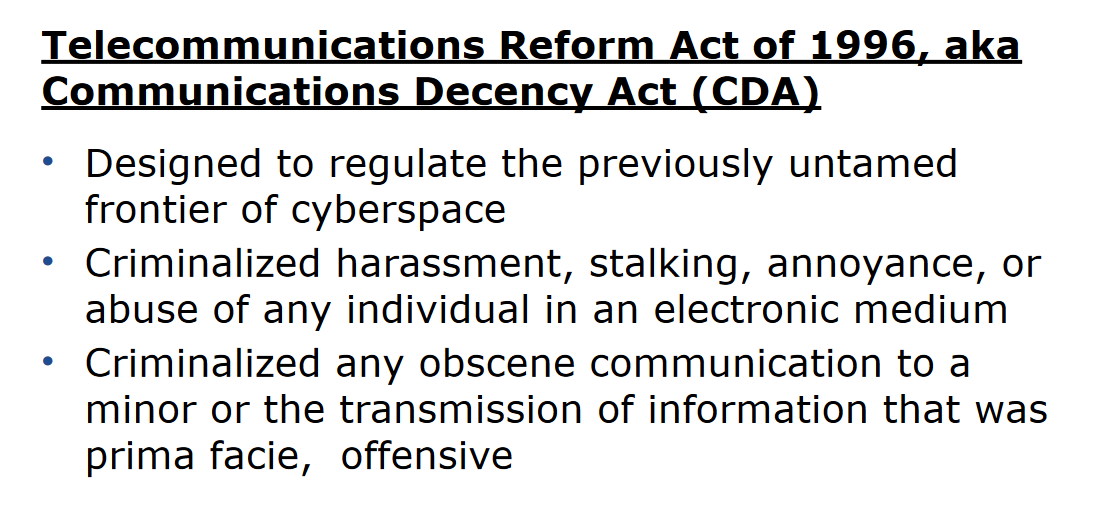 Telecommunications Reform Act of 1996, aka
Communications Decency Act (CDA)
• Designed to regulate the previously untamed
frontier of cyberspace
• Criminalized harassment, stalking, annoyance, or
abuse of any individual in an electronic medium
• Criminalized any obscene communication to a
minor or the transmission of information that was
prima facie,  offensive